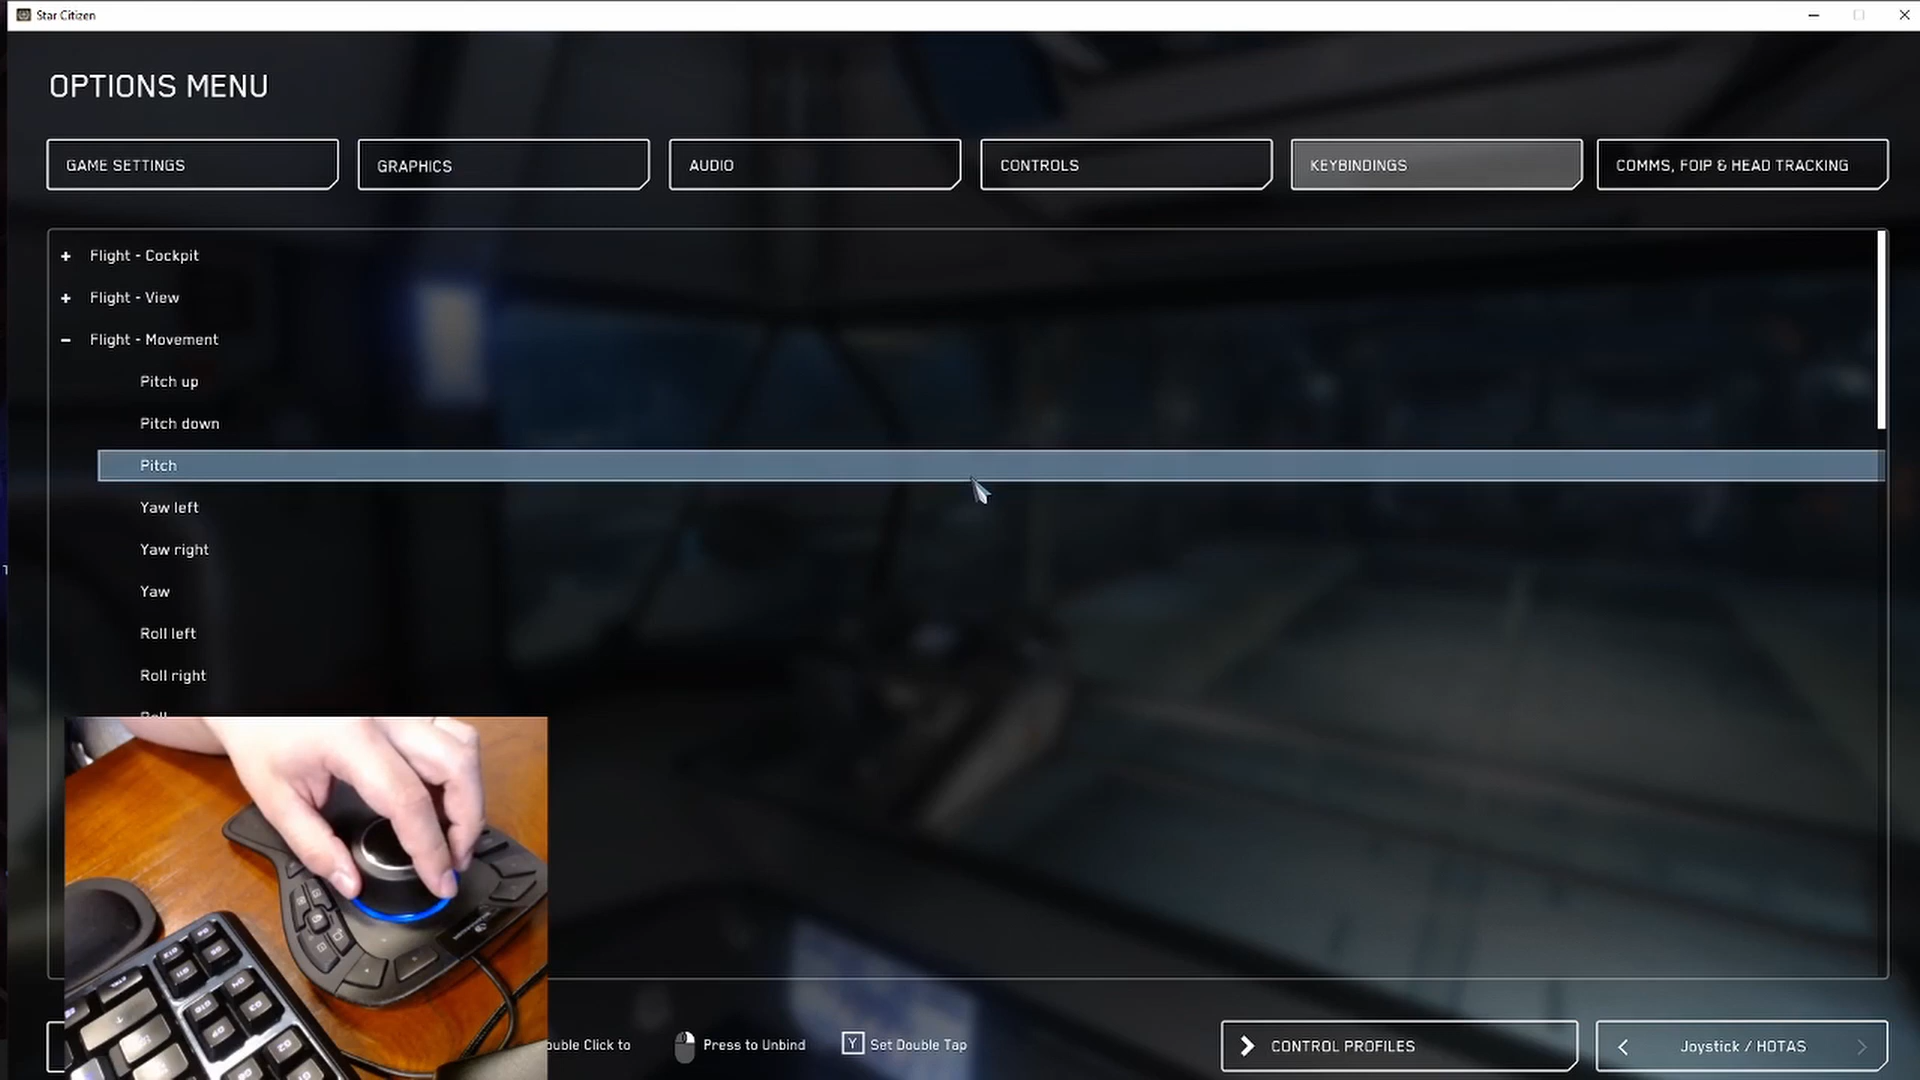 Star Citizen
OPTIONS MENU
GAME SETTINGS
GRAPHICS
AUDIO
CONTROLS
KEYBINDINGS
COMMS, FOIP & HEAD TRACKING
+ Flight - Cockpit
+ Flight - View
− Flight - Movement
Pitch up
Pitch down
Pitch
Yaw left
Yaw right
Yaw
Roll left
Roll right
Click to
Press to Unbind
Y Set Double Tap
CONTROL PROFILES
Joystick / HOTAS